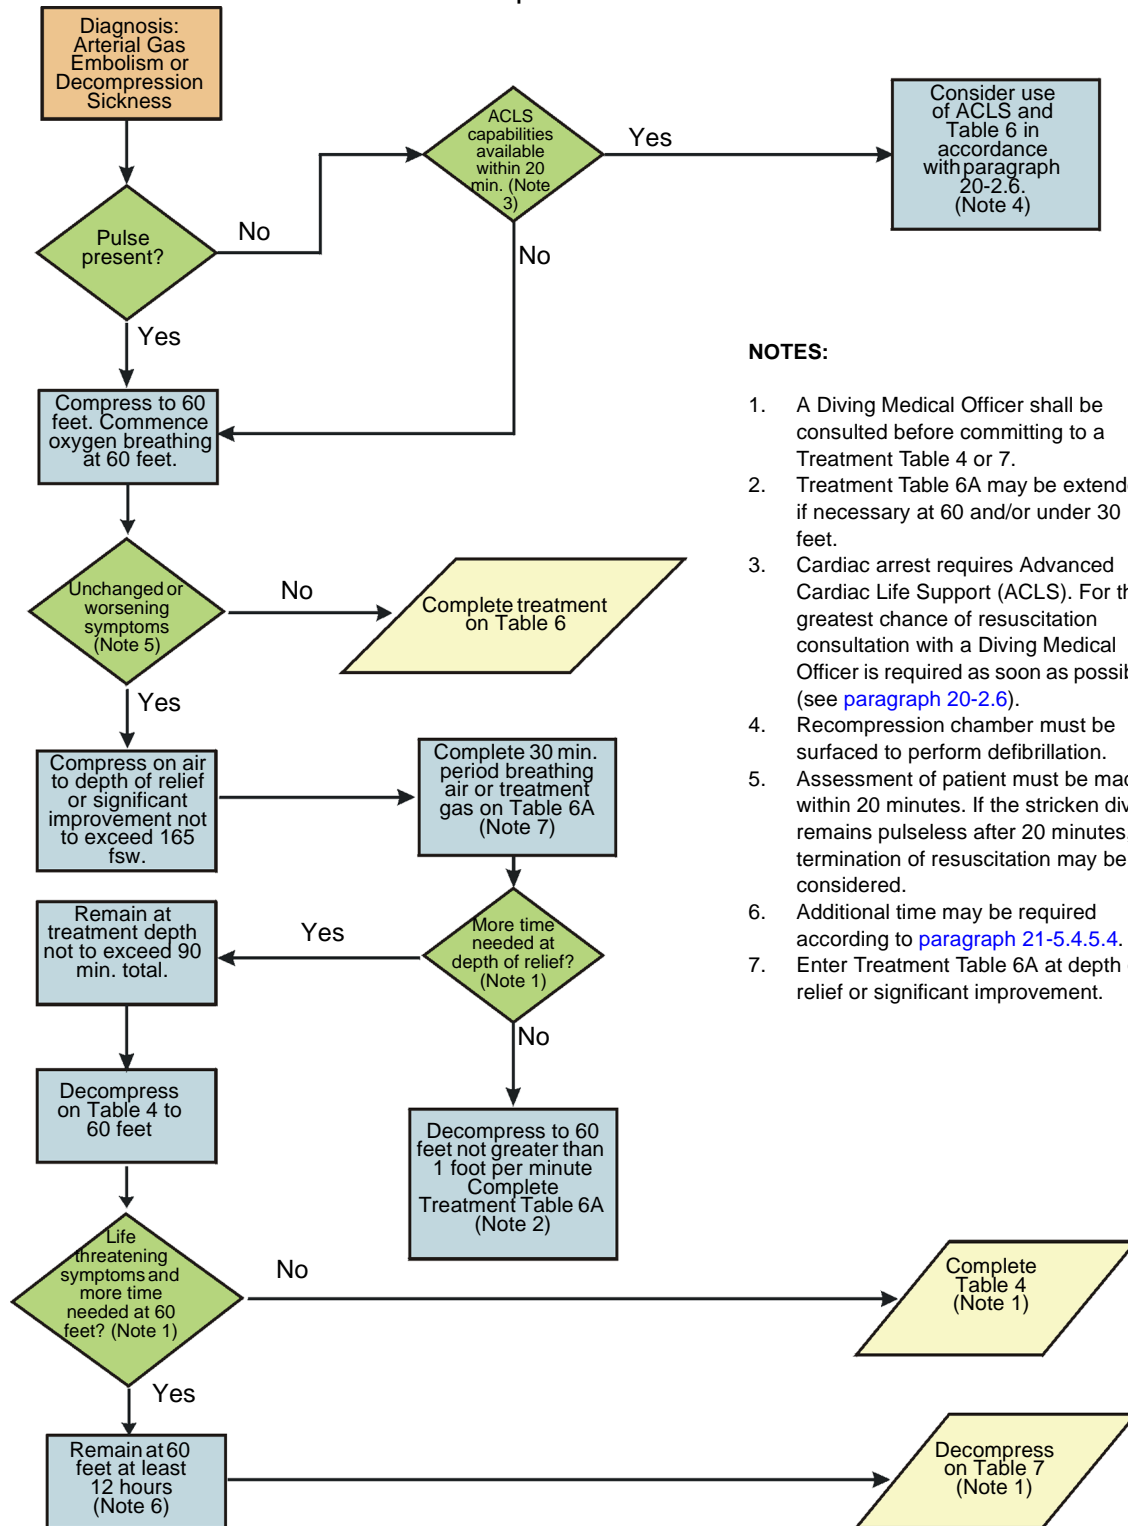 Diagnosis:
Arterial Gas
Embolism or
Decompression
Sickness
Pulse
present?
No
Yes
ACLS
capabilities
available
within 20
min. (Note
3)
Yes
No
Consider use
of ACLS and
Table 6 in
accordance
with paragraph
20-2.6.
(Note 4)
Compress to 60
feet. Commence
oxygen breathing
at 60 feet.
Unchanged or
worsening
symptoms
(Note 5)
No
Yes
Complete treatment
on Table 6
Compress on air
to depth of relief
or significant
improvement not
to exceed 165
fsw.
Complete 30 min.
period breathing
air or treatment
gas on Table 6A
(Note 7)
More time
needed at
depth of relief?
(Note 1)
Yes
No
Remain at
treatment depth
not to exceed 90
min. total.
Decompress
on Table 4 to
60 feet
Decompress to 60
feet not greater than
1 foot per minute
Complete
Treatment Table 6A
(Note 2)
Life
threatening
symptoms and
more time
needed at 60
feet? (Note 1)
No
Yes
Complete
Table 4
(Note 1)
Remain at 60
feet at least
12 hours
(Note 6)
Decompress
on Table 7
(Note 1)
NOTES:
1. A Diving Medical Officer shall be
consulted before committing to a
Treatment Table 4 or 7.
2. Treatment Table 6A may be extende
if necessary at 60 and/or under 30
feet.
3. Cardiac arrest requires Advanced
Cardiac Life Support (ACLS). For th
greatest chance of resuscitation
consultation with a Diving Medical
Officer is required as soon as possib
(see paragraph 20-2.6).
4. Recompression chamber must be
surfaced to perform defibrillation.
5. Assessment of patient must be mad
within 20 minutes. If the stricken div
remains pulseless after 20 minutes,
termination of resuscitation may be
considered.
6. Additional time may be required
according to paragraph 21-5.4.5.4.
7. Enter Treatment Table 6A at depth
relief or significant improvement.